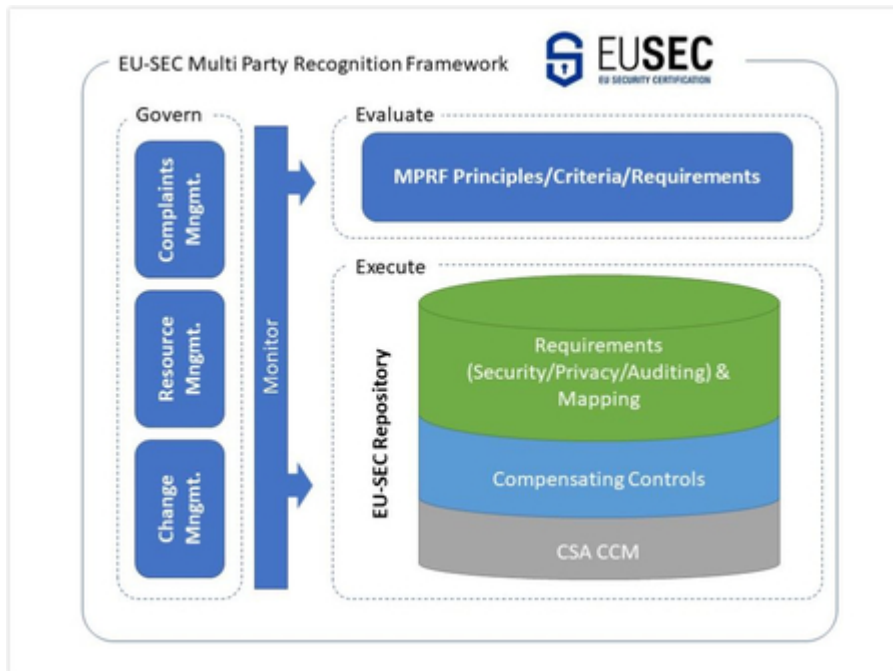 EU-SEC Multi Party Recognition Framework
EUSEC
EU SECURITY CERTIFICATION
Govern
Complaints
Mngmt.
Resource
Mngmt.
Change
Mngmt.
Monitor
Evaluate
MPRF Principles/Criteria/Requirements
Execute
EU-SEC Repository
Requirements
(Security/Privacy/Auditing) &
Mapping
Compensating Controls
CSA CCM